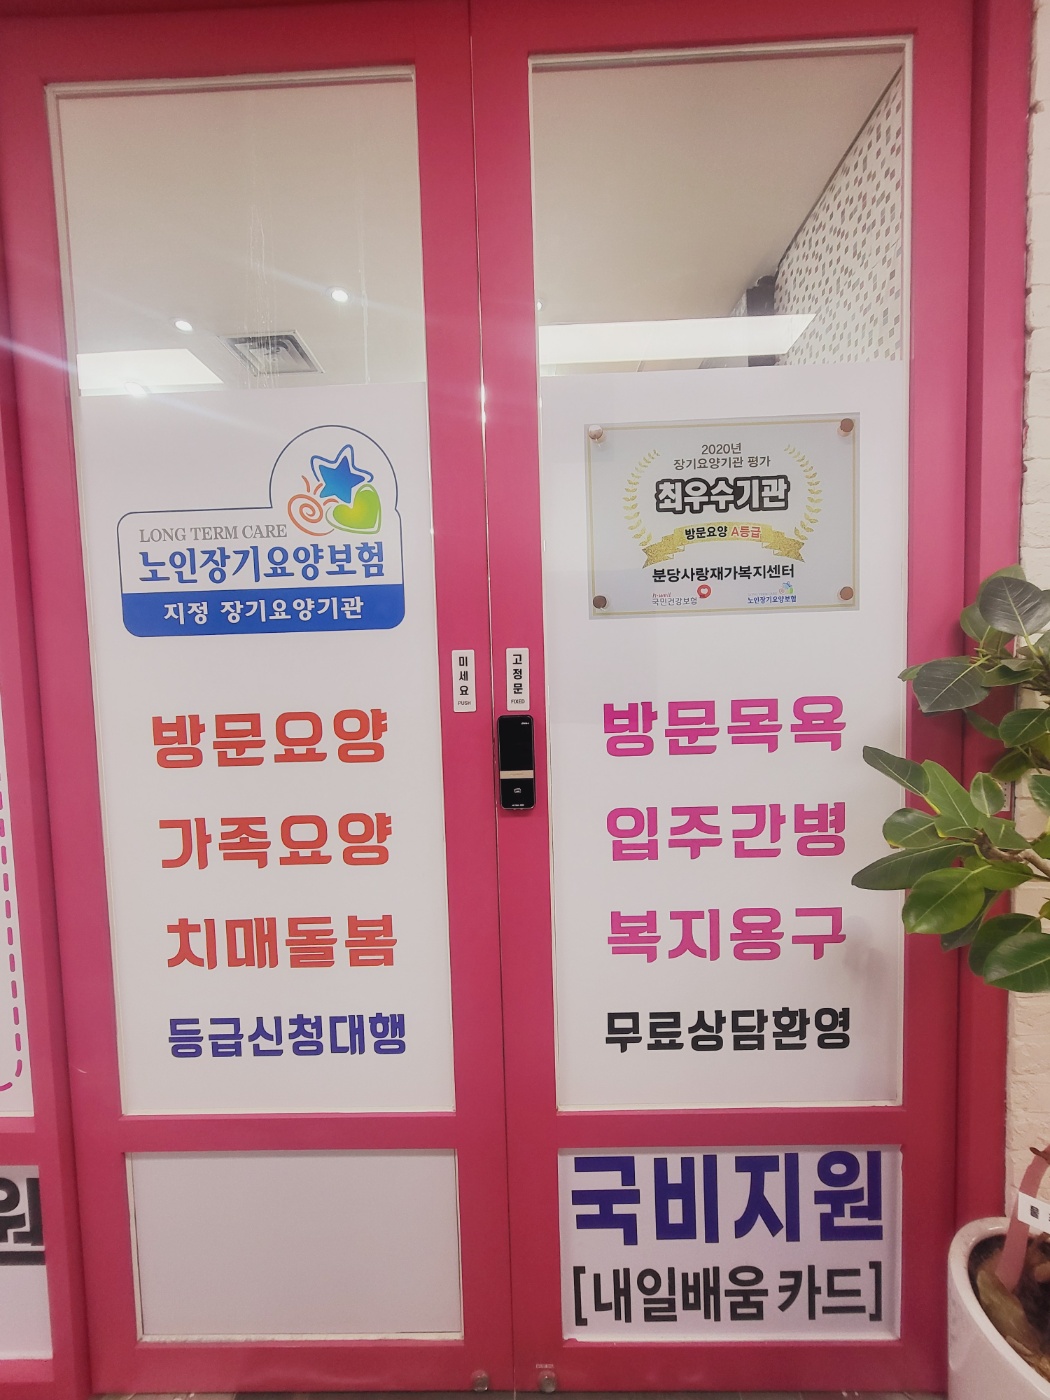 LONG TERM CARE
노인장기요양보험
지정 장기요양기관
방문요양
가족요양
치매돌봄
등급신청대행
미세요
PUSH
고정문
FIXED
2020년
장기요양기관 평가
최우수기관
방문요양 A등급
분당사랑재가복지센터
국민건강보험
노인장기요양보험
방문목욕
입주간병
복지용구
무료상담환영
국비지원
[내일배움 카드]
원